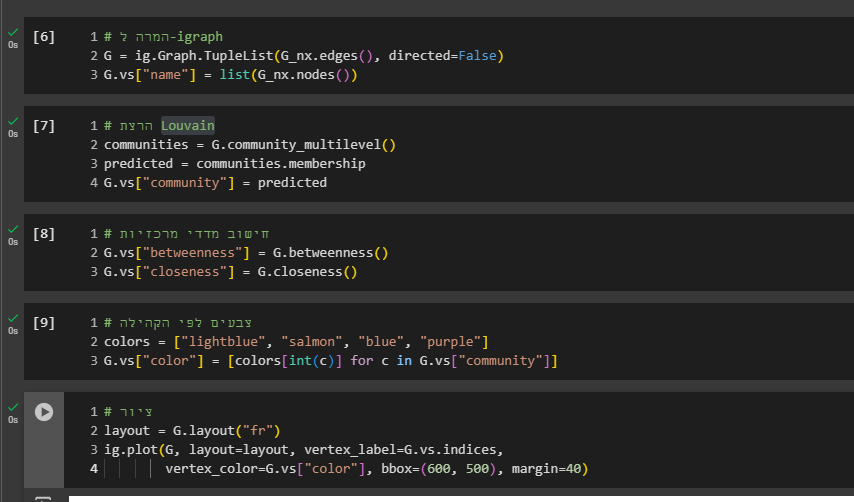 0s
[6]
1 # המרה ל-igraph
2 G = ig.Graph.TupleList(G_nx.edges(), directed=False)
3 G.vs["name"] = list(G_nx.nodes())
0s
[7]
1 # הרצת Louvain
2 communities = G.community_multilevel()
3 predicted = communities.membership
4 G.vs["community"] = predicted
0s
[8]
1 # חישוב מדדי מרכזיות
2 G.vs["betweenness"] = G.betweenness()
3 G.vs["closeness"] = G.closeness()
0s
[9]
1 # צבעים לפי הקהילה
2 colors = ["lightblue", "salmon", "blue", "purple"]
3 G.vs["color"] = [colors[int(c)] for c in G.vs["community"]]
0s
1 # ציור
2 layout = G.layout("fr")
3 ig.plot(G, layout=layout, vertex_label=G.vs.indices,
4         vertex_color=G.vs["color"], bbox=(600, 500), margin=40)